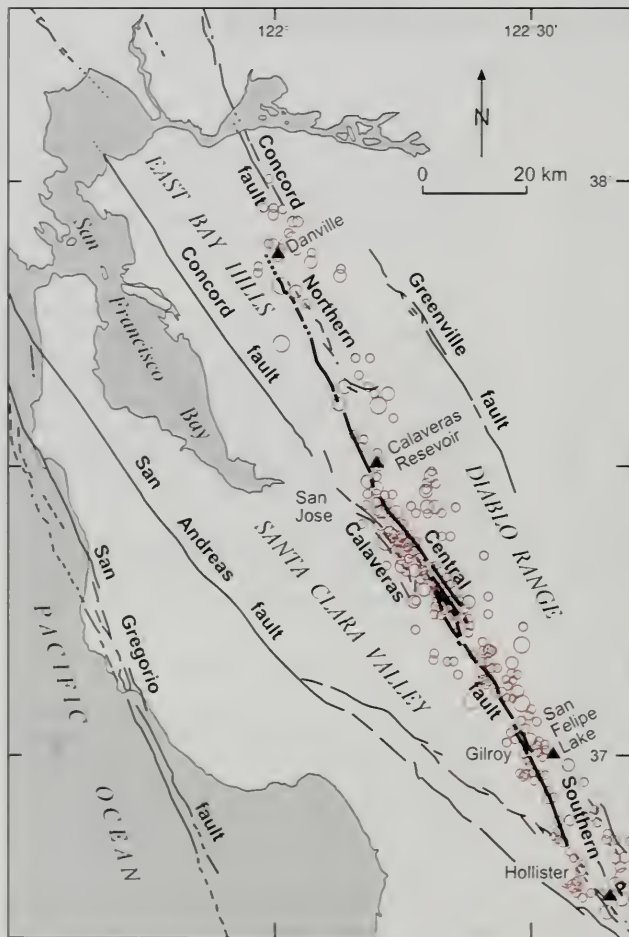 122°
122 30'
N
0 20 km
38°
Concord
fault
EAST BAY HILLS
Danville
San
Francisco
Bay
Concord
fault
Northern
Greenville
fault
Calaveras
Resevoir
San
Jose
DIABLO RANGE
San
Andreas
fault
SANTA CLARA VALLEY
Calaveras
Central
fault
San
Gregorio
fault
PACIFIC
OCEAN
San
Felipe
Lake
Gilroy
37
Southern
Hollister
P